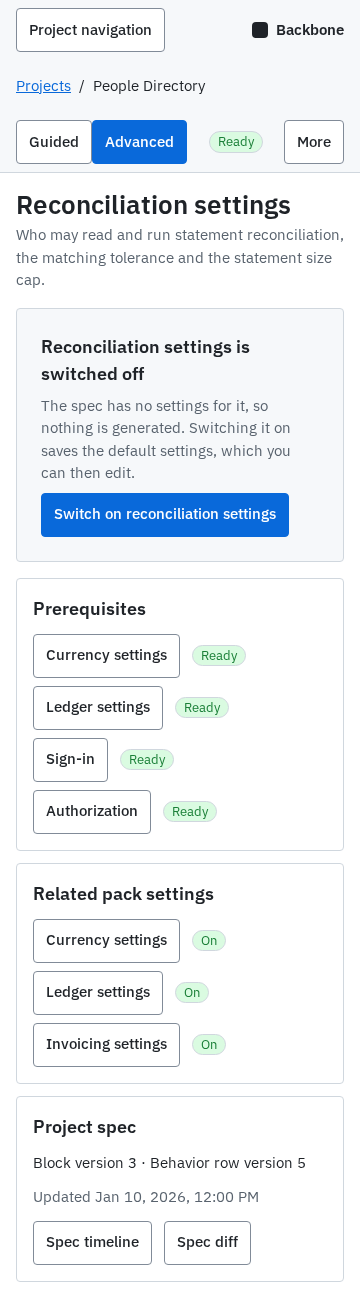 Project navigation
Backbone
Projects / People Directory
Guided Advanced Ready More
Reconciliation settings
Who may read and run statement reconciliation,
the matching tolerance and the statement size
cap.
Reconciliation settings is
switched off
The spec has no settings for it, so
nothing is generated. Switching it on
saves the default settings, which you
can then edit.
Switch on reconciliation settings
Prerequisites
Currency settings Ready
Ledger settings Ready
Sign-in Ready
Authorization Ready
Related pack settings
Currency settings On
Ledger settings On
Invoicing settings On
Project spec
Block version 3 · Behavior row version 5
Updated Jan 10, 2026, 12:00 PM
Spec timeline Spec diff